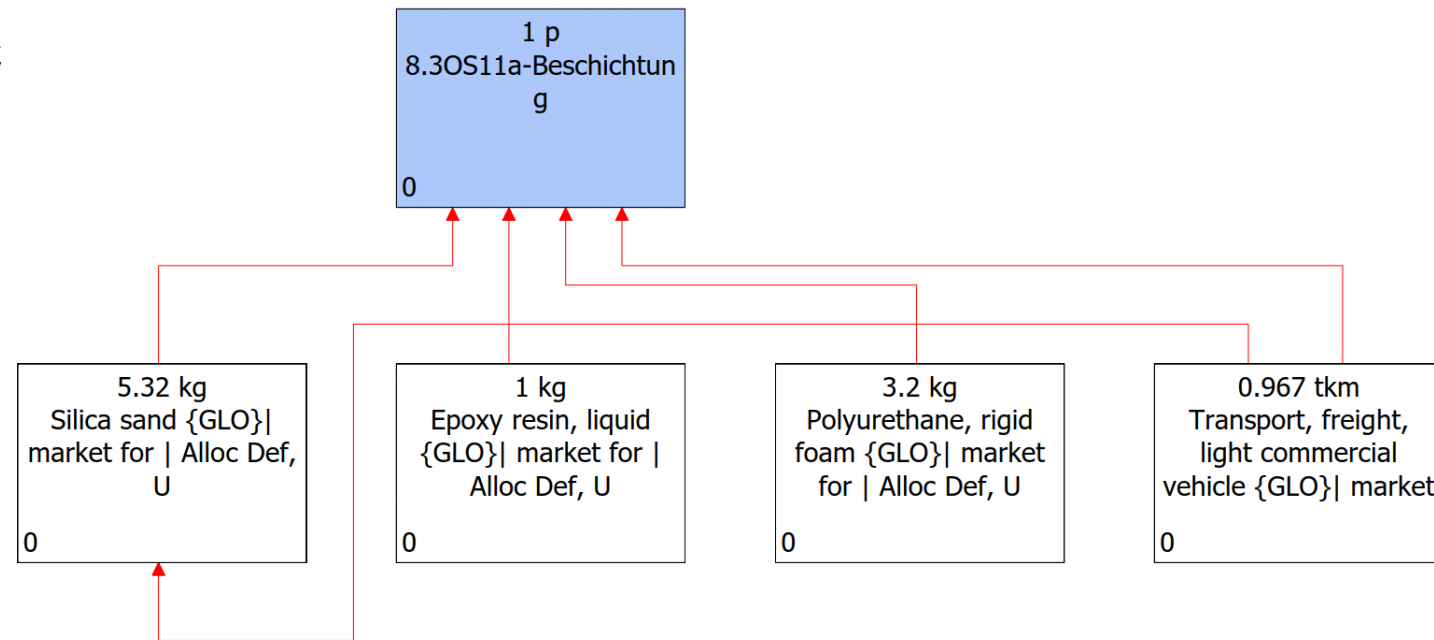 1 p
8.3OS11a-Beschichtun
g
0
5.32 kg
Silica sand {GLO}|
market for | Alloc Def,
U
0
1 kg
Epoxy resin, liquid
{GLO}| market for |
Alloc Def, U
0
3.2 kg
Polyurethane, rigid
foam {GLO}| market
for | Alloc Def, U
0
0.967 tkm
Transport, freight,
light commercial
vehicle {GLO}| market
0